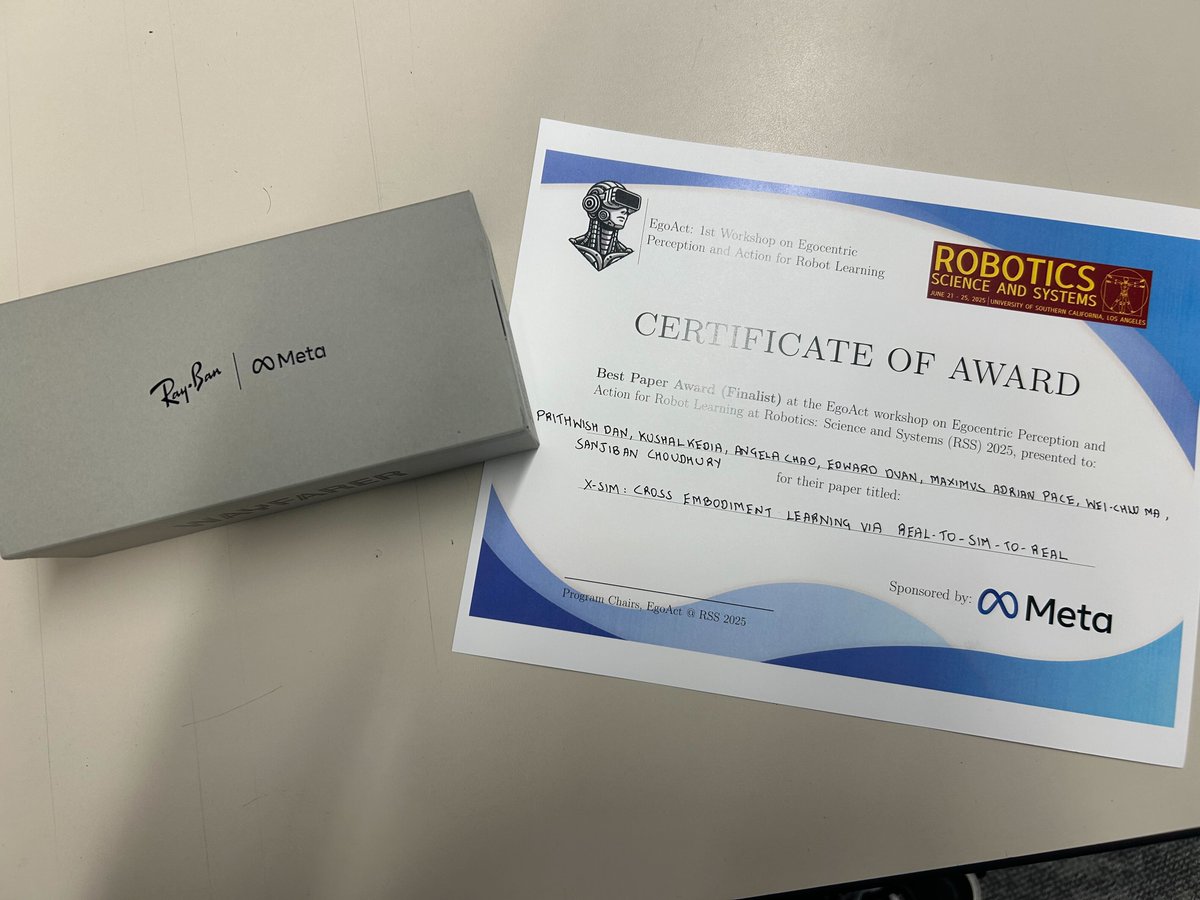 Ray-Ban | Meta
WAYFARER
EgoAct: 1st Workshop on Egocentric
Perception and Action for Robot Learning
ROBOTICS
SCIENCE AND SYSTEMS
JUNE 21 - 25, 2025 | UNIVERSITY OF SOUTHERN CALIFORNIA, LOS ANGELES
CERTIFICATE OF AWARD
Best Paper Award (Finalist) at the EgoAct workshop on Egocentric Perception and
Action for Robot Learning at Robotics: Science and Systems (RSS) 2025, presented to:
PRITHWISH DAN, KUSHAL KEDIA, ANGELA CHAO, EDWARD DUAN, MAXIMUS ADRIAN PACE, WEI-CHIU MA,
SANJIBAN CHOUDHURY
for their paper titled:
X-SIM: CROSS EMBODIMENT LEARNING VIA REAL-TO-SIM-TO-REAL
Program Chairs, EgoAct @ RSS 2025
Sponsored by: Meta